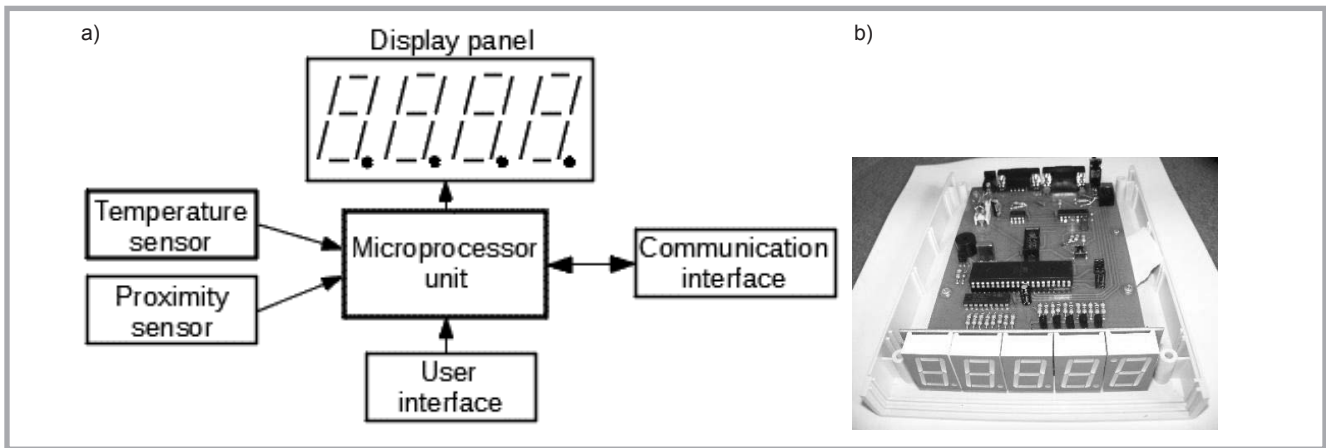 a)
b)
Display panel
Temperature
sensor
Proximity
sensor
Microprocessor
unit
Communication
interface
User
interface